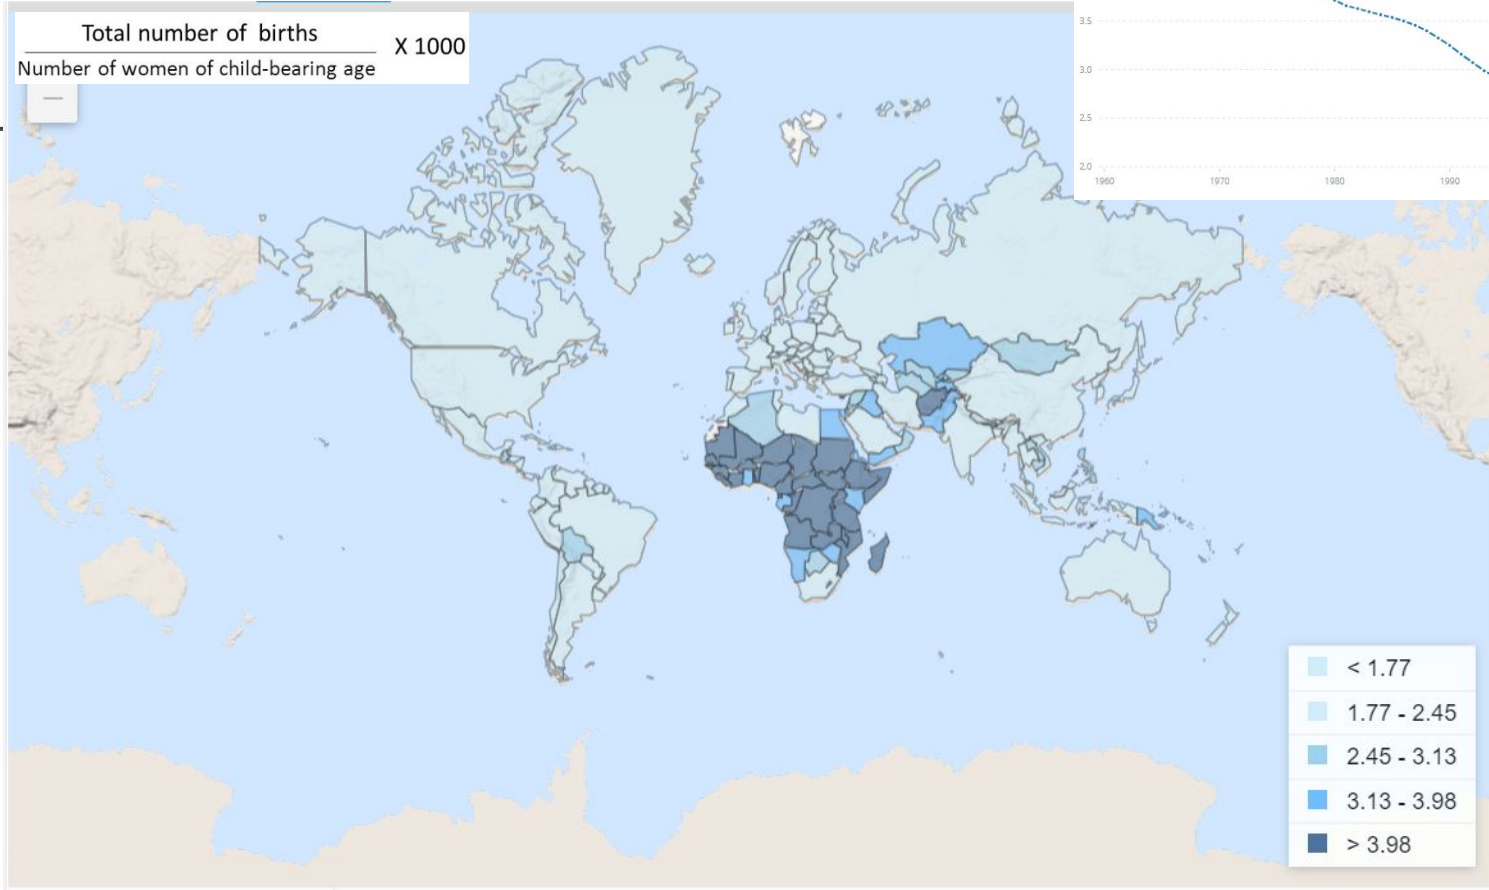 Total number of births
Number of women of child-bearing age
X 1000
3.5
3.0
2.5
2.0
1960
1970
1980
1990
< 1.77
1.77 - 2.45
2.45 - 3.13
3.13 - 3.98
> 3.98